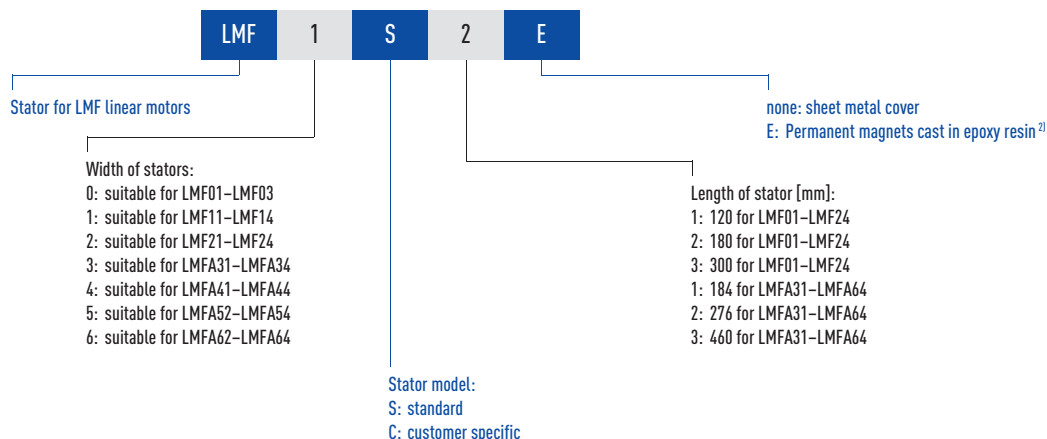 LMF 1 S 2 E
Stator for LMF linear motors
none: sheet metal cover
E: Permanent magnets cast in epoxy resin 2)
Width of stators:
0: suitable for LMF01–LMF03
1: suitable for LMF11–LMF14
2: suitable for LMF21–LMF24
3: suitable for LMFA31–LMFA34
4: suitable for LMFA41–LMFA44
5: suitable for LMFA52–LMFA54
6: suitable for LMFA62–LMFA64
Length of stator [mm]:
1: 120 for LMF01–LMF24
2: 180 for LMF01–LMF24
3: 300 for LMF01–LMF24
1: 184 for LMFA31–LMFA64
2: 276 for LMFA31–LMFA64
3: 460 for LMFA31–LMFA64
Stator model:
S: standard
C: customer specific